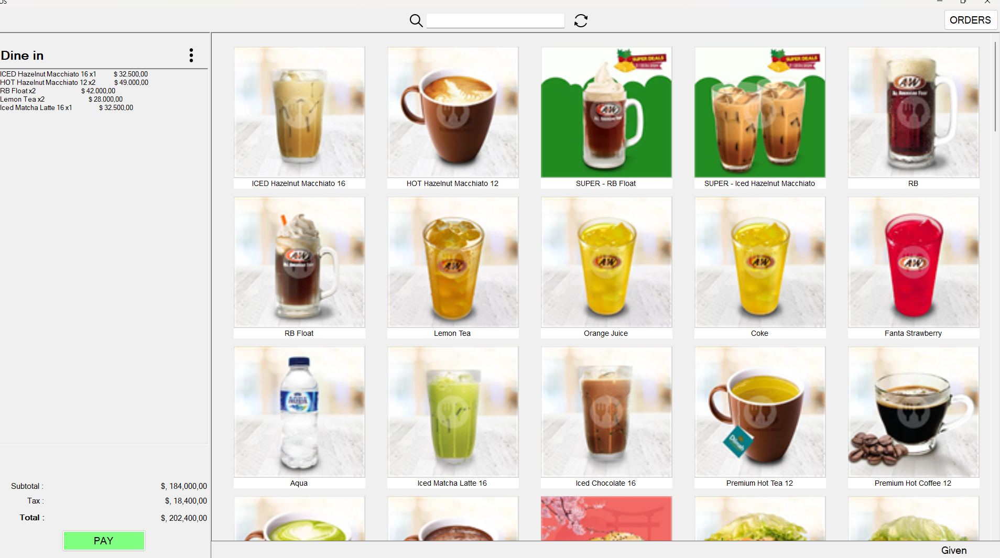 OS
ORDERS
Dine in
ICED Hazelnut Macchiato 16 x1 $ 32.500,00
HOT Hazelnut Macchiato 12 x2 $ 49.000,00
RB Float x2 $ 42.000,00
Lemon Tea x2 $ 28.000,00
Iced Matcha Latte 16 x1 $ 32.500,00
Subtotal : $, 184,000,00
Tax : $, 18,400,00
Total : $, 202,400,00
PAY
SUPER DEALS
SUPER DEALS
A&W
A&W
ICED Hazelnut Macchiato 16
HOT Hazelnut Macchiato 12
SUPER - RB Float
SUPER - Iced Hazelnut Macchiato
RB
A&W
A&W
A&W
A&W
A&W
RB Float
Lemon Tea
Orange Juice
Coke
Fanta Strawberry
AQUA
Dilmah
Aqua
Iced Matcha Latte 16
Iced Chocolate 16
Premium Hot Tea 12
Premium Hot Coffee 12
Given